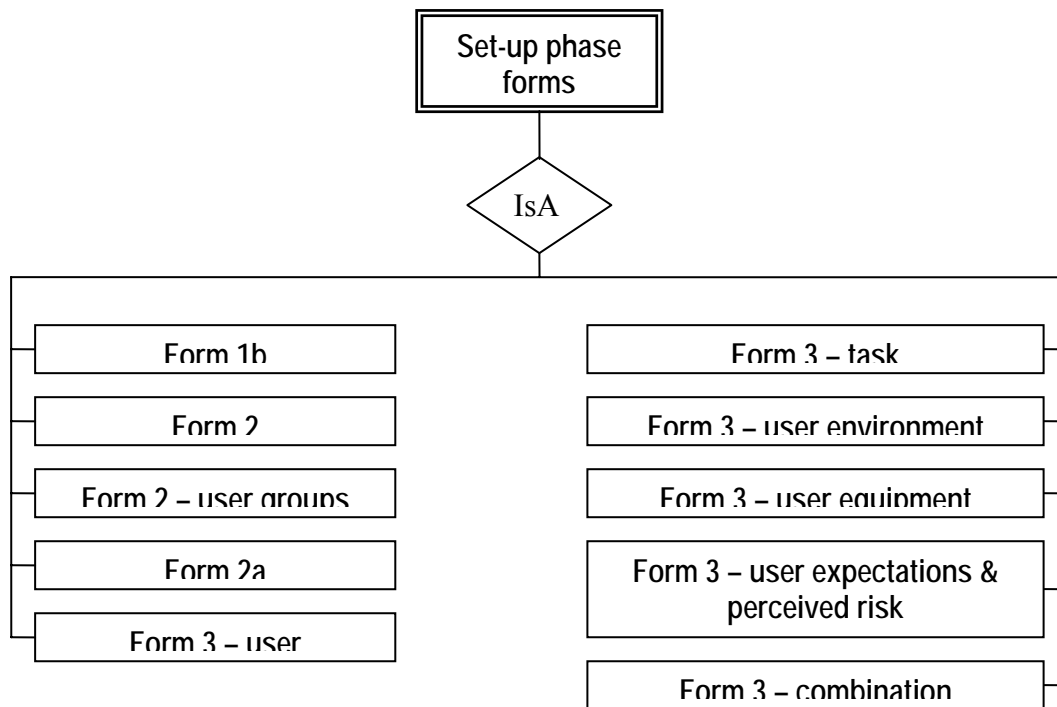 Set-up phase
forms
IsA
Form 1b
Form 2
Form 2 – user groups
Form 2a
Form 3 – user
Form 3 – task
Form 3 – user environment
Form 3 – user equipment
Form 3 – user expectations &
perceived risk
Form 3 – combination